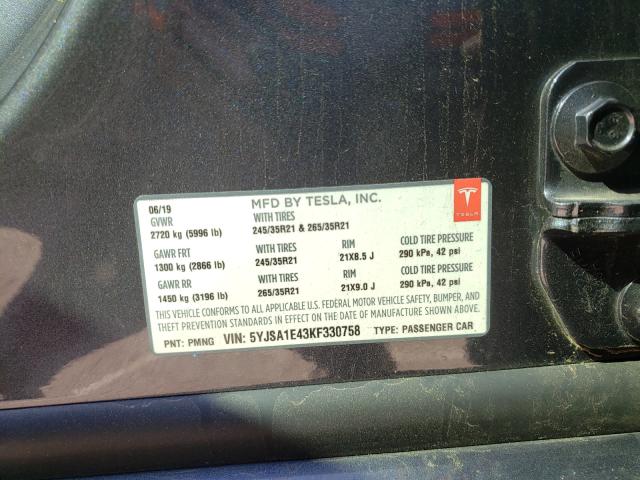 06/19 MFD BY TESLA, INC.
GVWR WITH TIRES
2720 kg (5996 lb) 245/35R21 & 265/35R21
GAWR FRT WITH TIRES RIM COLD TIRE PRESSURE
1300 kg (2866 lb) 245/35R21 21X8.5 J 290 kPa, 42 psi
GAWR RR WITH TIRES RIM COLD TIRE PRESSURE
1450 kg (3196 lb) 265/35R21 21X9.0 J 290 kPa, 42 psi
THIS VEHICLE CONFORMS TO ALL APPLICABLE U.S. FEDERAL MOTOR VEHICLE SAFETY, BUMPER, AND
THEFT PREVENTION STANDARDS IN EFFECT ON THE DATE OF MANUFACTURE SHOWN ABOVE.
PNT: PMNG VIN: 5YJSA1E43KF330758 TYPE: PASSENGER CAR
TESLA